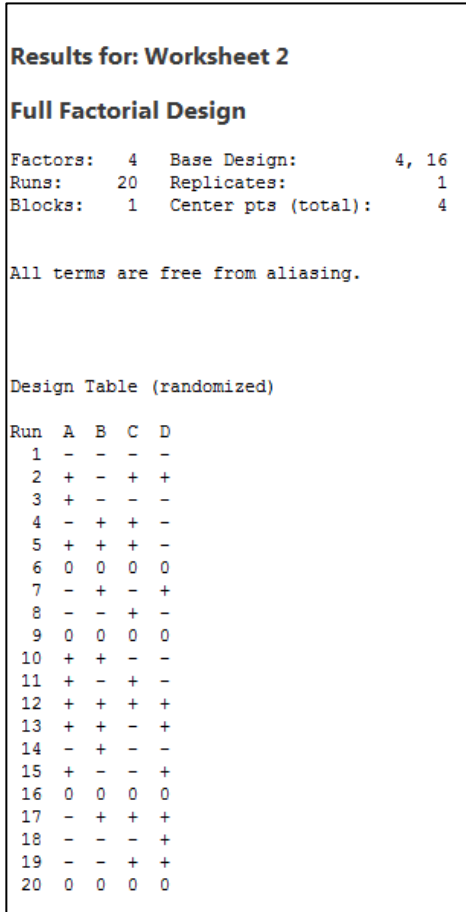 Results for: Worksheet 2
Full Factorial Design
Factors: 4 Base Design: 4, 16
Runs: 20 Replicates: 1
Blocks: 1 Center pts (total): 4
All terms are free from aliasing.
Design Table (randomized)
Run A B C D
1 - - - -
2 + - + +
3 + - - -
4 - + + -
5 + + + -
6 0 0 0 0
7 - + - +
8 - - + -
9 0 0 0 0
10 + + - -
11 + - + -
12 + + + +
13 + + - +
14 - + - -
15 + - - +
16 0 0 0 0
17 - + + +
18 - - - +
19 - - + +
20 0 0 0 0